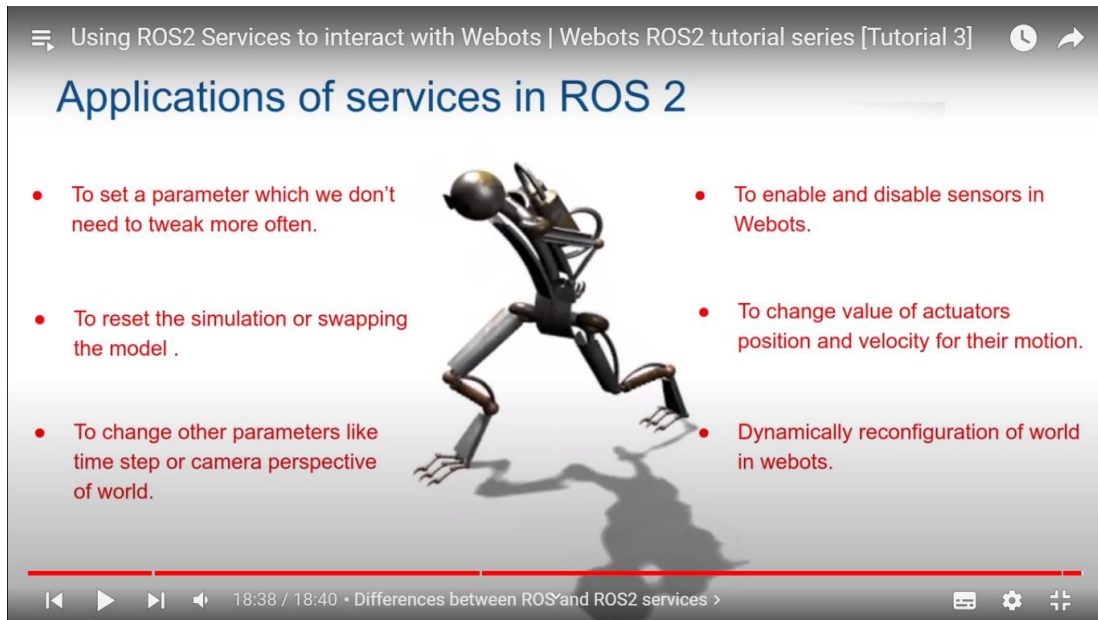 Using ROS2 Services to interact with Webots | Webots ROS2 tutorial series [Tutorial 3]
Applications of services in ROS 2
● To set a parameter which we don't
need to tweak more often.
● To reset the simulation or swapping
the model .
● To change other parameters like
time step or camera perspective
of world.
● To enable and disable sensors in
Webots.
● To change value of actuators
position and velocity for their motion.
● Dynamically reconfiguration of world
in webots.
18:38 / 18:40 • Differences between ROS and ROS2 services >